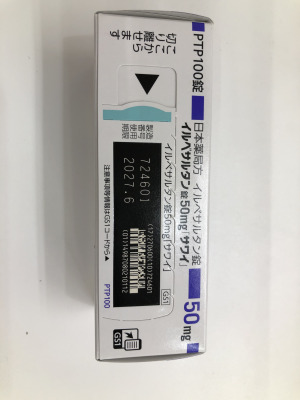 PTP100錠
ここから
切り離せます
日本薬局方 イルベサルタン錠
イルベサルタン錠50mg「サワイ」
50mg
製造番号
使用期限
724601
2027.6
イルベサルタン錠50mg「サワイ」
GS1
注意事項等情報はGS1コードから▶
PTP100
GS1